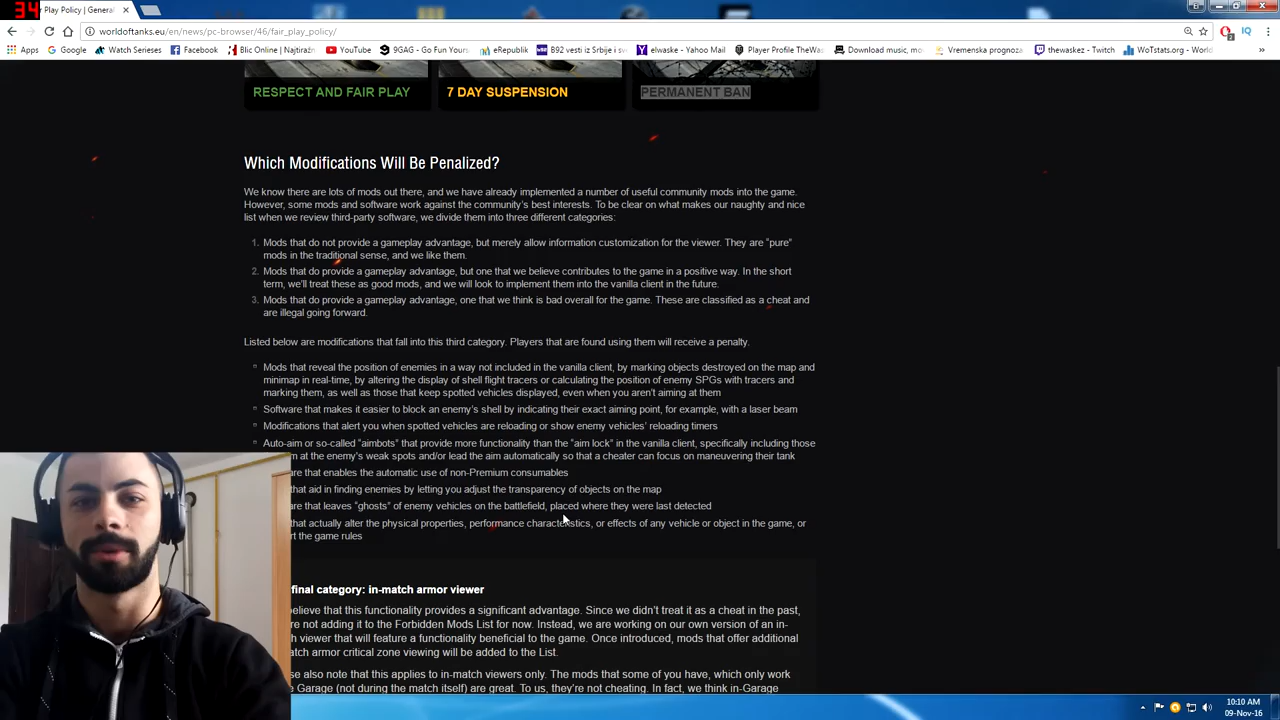 34
Play Policy | General
worldoftanks.eu/en/news/pc-browser/46/fair_play_policy/
Apps Google Watch Serieses Facebook Blic Online | Najtiražn YouTube 9GAG - Go Fun Yours. eRepublik B92 vesti iz Srbije i sve elwaske - Yahoo Mail Player Profile TheWas Download music, mo Vremenska prognoza thewaskez - Twitch WoTstats.org - World
RESPECT AND FAIR PLAY 7 DAY SUSPENSION PERMANENT BAN
Which Modifications Will Be Penalized?
We know there are lots of mods out there, and we have already implemented a number of useful community mods into the game.
However, some mods and software work against the community's best interests. To be clear on what makes our naughty and nice
list when we review third-party software, we divide them into three different categories:
1. Mods that do not provide a gameplay advantage, but merely allow information customization for the viewer. They are "pure"
mods in the traditional sense, and we like them.
2. Mods that do provide a gameplay advantage, but one that we believe contributes to the game in a positive way. In the short
term, we'll treat these as good mods, and we will look to implement them into the vanilla client in the future.
3. Mods that do provide a gameplay advantage, one that we think is bad overall for the game. These are classified as a cheat and
are illegal going forward.
Listed below are modifications that fall into this third category. Players that are found using them will receive a penalty.
Mods that reveal the position of enemies in a way not included in the vanilla client, by marking objects destroyed on the map and
minimap in real-time, by altering the display of shell flight tracers or calculating the position of enemy SPGs with tracers and
marking them, as well as those that keep spotted vehicles displayed, even when you aren't aiming at them
Software that makes it easier to block an enemy's shell by indicating their exact aiming point, for example, with a laser beam
Modifications that alert you when spotted vehicles are reloading or show enemy vehicles' reloading timers
Auto-aim or so-called "aimbots" that provide more functionality than the "aim lock" in the vanilla client, specifically including those
m at the enemy's weak spots and/or lead the aim automatically so that a cheater can focus on maneuvering their tank
are that enables the automatic use of non-Premium consumables
that aid in finding enemies by letting you adjust the transparency of objects on the map
are that leaves "ghosts" of enemy vehicles on the battlefield, placed where they were last detected
that actually alter the physical properties, performance characteristics, or effects of any vehicle or object in the game, or
rt the game rules
final category: in-match armor viewer
elieve that this functionality provides a significant advantage. Since we didn't treat it as a cheat in the past,
re not adding it to the Forbidden Mods List for now. Instead, we are working on our own version of an in-
h viewer that will feature a functionality beneficial to the game. Once introduced, mods that offer additional
atch armor critical zone viewing will be added to the List.
se also note that this applies to in-match viewers only. The mods that some of you have, which only work
e Garage (not during the match itself) are great. To us, they're not cheating. In fact, we think in-Garage
10:10 AM
09-Nov-16